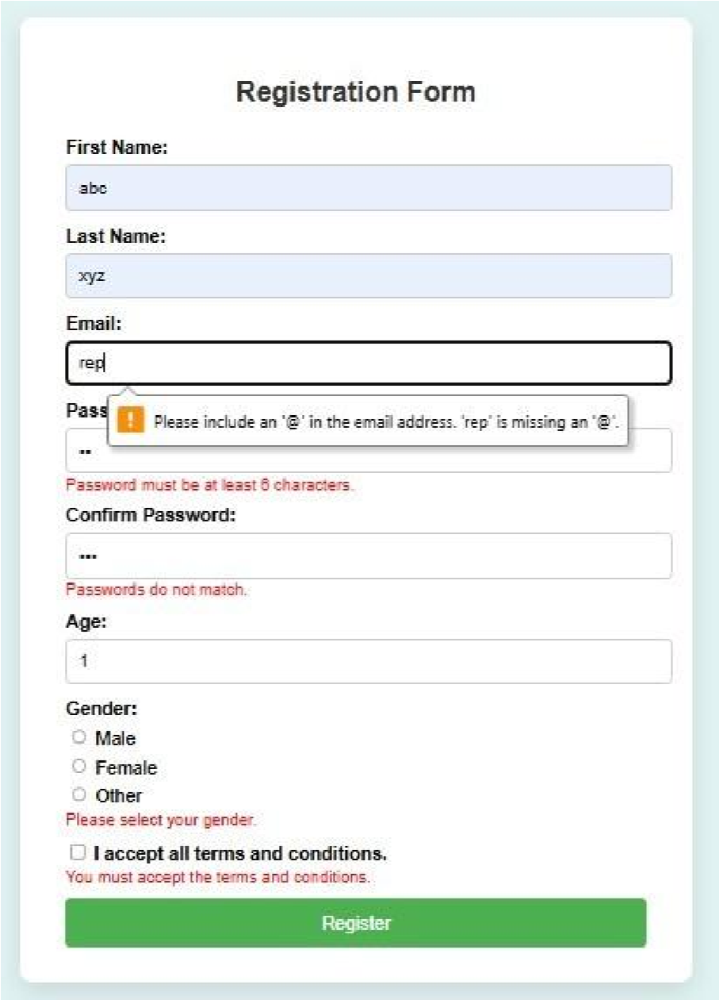 Registration Form
First Name:
abc
Last Name:
xyz
Email:
rep
Pass
Please include an '@' in the email address. 'rep' is missing an '@'.
••
Password must be at least 6 characters.
Confirm Password:
•••
Passwords do not match.
Age:
1
Gender:
Male
Female
Other
Please select your gender.
I accept all terms and conditions.
You must accept the terms and conditions.
Register